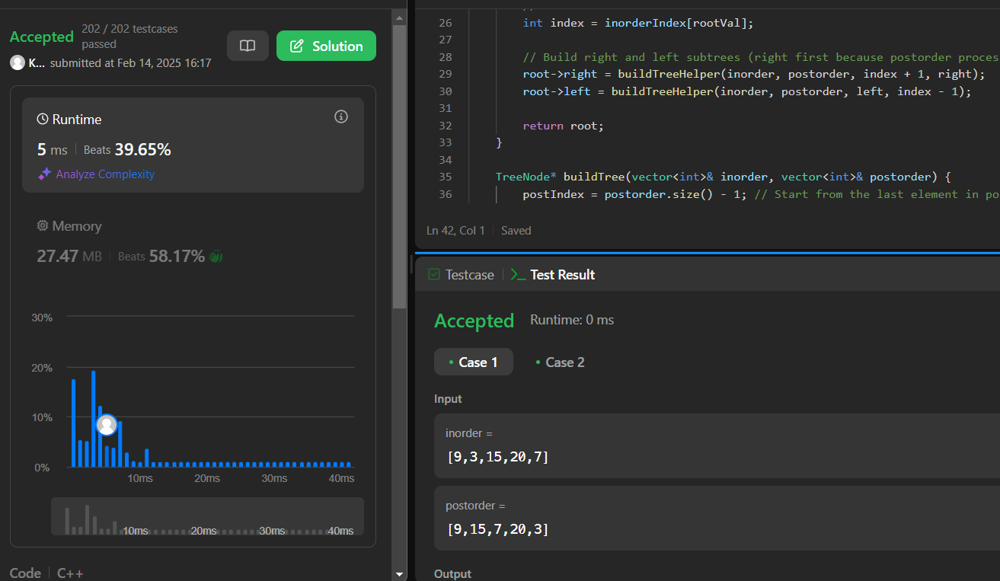 Accepted
202 / 202 testcases
passed
K... submitted at Feb 14, 2025 16:17
Solution
Runtime
5 ms
Beats 39.65%
Analyze Complexity
Memory
27.47 MB
Beats 58.17%
30%
20%
10%
0%
10ms 20ms 30ms 40ms
10ms 20ms 30ms 40ms
Code
C++
26 int index = inorderIndex[rootVal];
27
28 // Build right and left subtrees (right first because postorder proces
29 root->right = buildTreeHelper(inorder, postorder, index + 1, right);
30 root->left = buildTreeHelper(inorder, postorder, left, index - 1);
31
32 return root;
33 }
34
35 TreeNode* buildTree(vector<int>& inorder, vector<int>& postorder) {
36 postIndex = postorder.size() - 1; // Start from the last element in po
Ln 42, Col 1
Saved
Testcase
Test Result
Accepted
Runtime: 0 ms
Case 1
Case 2
Input
inorder =
[9,3,15,20,7]
postorder =
[9,15,7,20,3]
Output